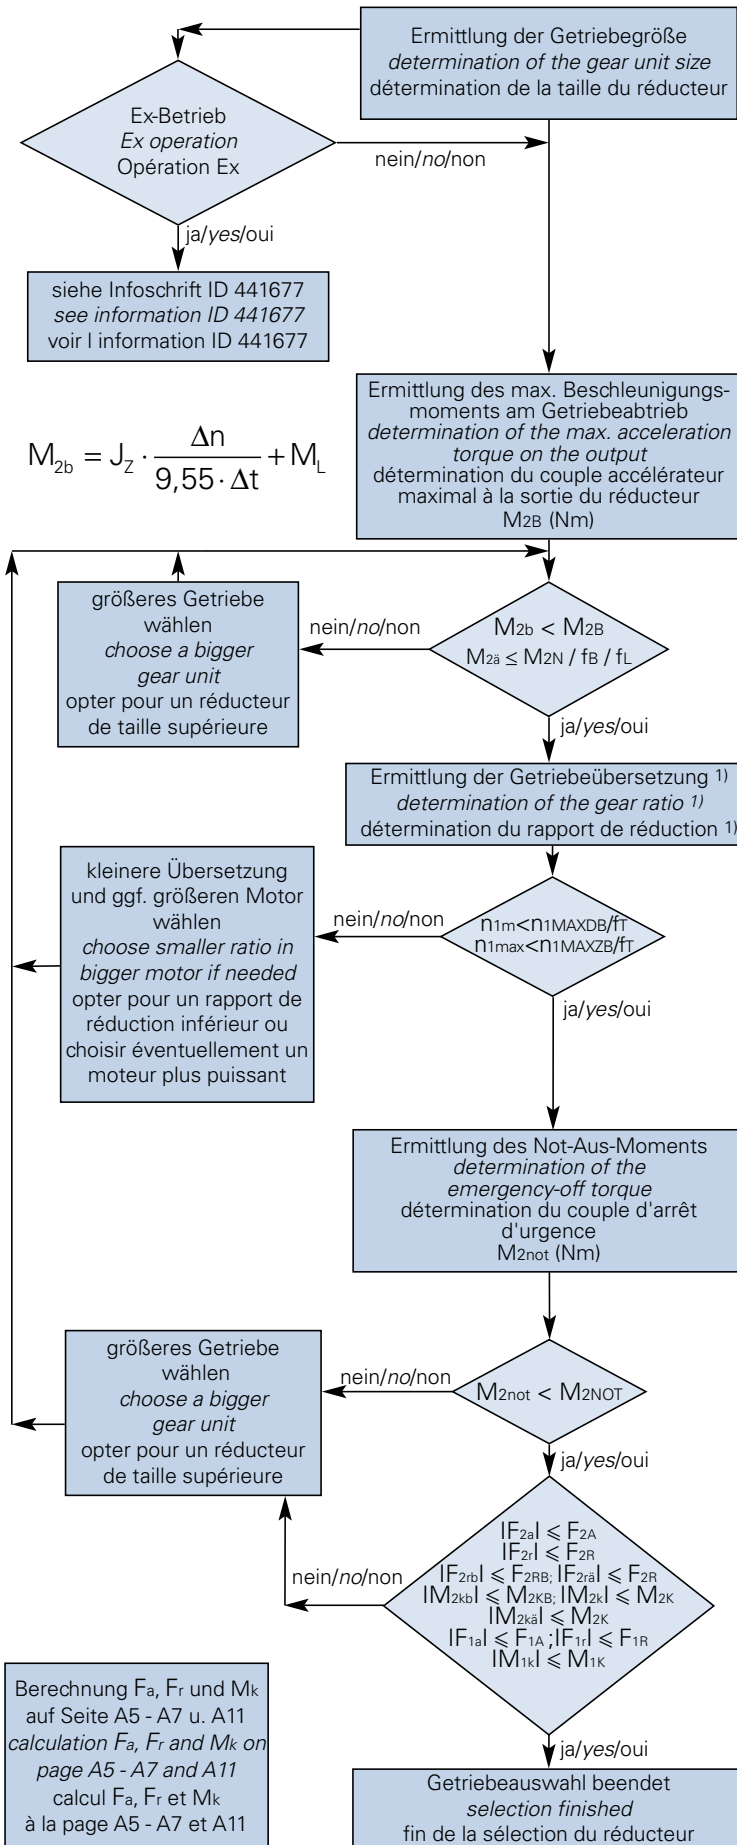 Ermittlung der Getriebegröße
determination of the gear unit size
détermination de la taille du réducteur
Ex-Betrieb
Ex operation
Opération Ex
nein/no/non
ja/yes/oui
siehe Infoschrift ID 441677
see information ID 441677
voir l information ID 441677
Ermittlung des max. Beschleunigungs-
moments am Getriebeabtrieb
determination of the max. acceleration
torque on the output
détermination du couple accélérateur
maximal à la sortie du réducteur
M2B (Nm)
M2b = JZ · Δn / 9,55 · Δt + ML
größeres Getriebe
wählen
choose a bigger
gear unit
opter pour un réducteur
de taille supérieure
nein/no/non
M2b < M2B
M2ä ≤ M2N / fB / fL
ja/yes/oui
Ermittlung der Getriebeübersetzung 1)
determination of the gear ratio 1)
détermination du rapport de réduction 1)
kleinere Übersetzung
und ggf. größeren Motor
wählen
choose smaller ratio in
bigger motor if needed
opter pour un rapport de
réduction inférieur ou
choisir éventuellement un
moteur plus puissant
nein/no/non
n1m<n1MAXDB/fT
n1max<n1MAXZB/fT
ja/yes/oui
Ermittlung des Not-Aus-Moments
determination of the
emergency-off torque
détermination du couple d'arrêt
d'urgence
M2not (Nm)
größeres Getriebe
wählen
choose a bigger
gear unit
opter pour un réducteur
de taille supérieure
nein/no/non
M2not < M2NOT
ja/yes/oui
nein/no/non
|F2a| ≤ F2A
|F2r| ≤ F2R
|F2rb| ≤ F2RB; |F2rä| ≤ F2R
|M2kb| ≤ M2KB; |M2k| ≤ M2K
|M2kä| ≤ M2K
|F1a| ≤ F1A ;|F1r| ≤ F1R
|M1k| ≤ M1K
ja/yes/oui
Berechnung Fa, Fr und Mk
auf Seite A5 - A7 u. A11
calculation Fa, Fr and Mk on
page A5 - A7 and A11
calcul Fa, Fr et Mk
à la page A5 - A7 et A11
Getriebeauswahl beendet
selection finished
fin de la sélection du réducteur